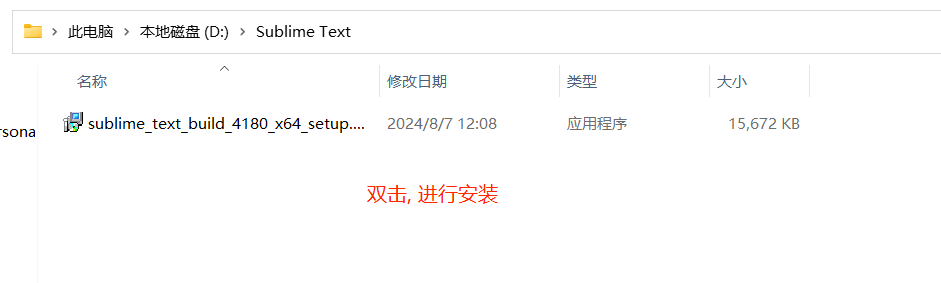 此电脑 > 本地磁盘 (D:) > Sublime Text
名称 修改日期 类型 大小
sublime_text_build_4180_x64_setup.... 2024/8/7 12:08 应用程序 15,672 KB
rsona
双击, 进行安装